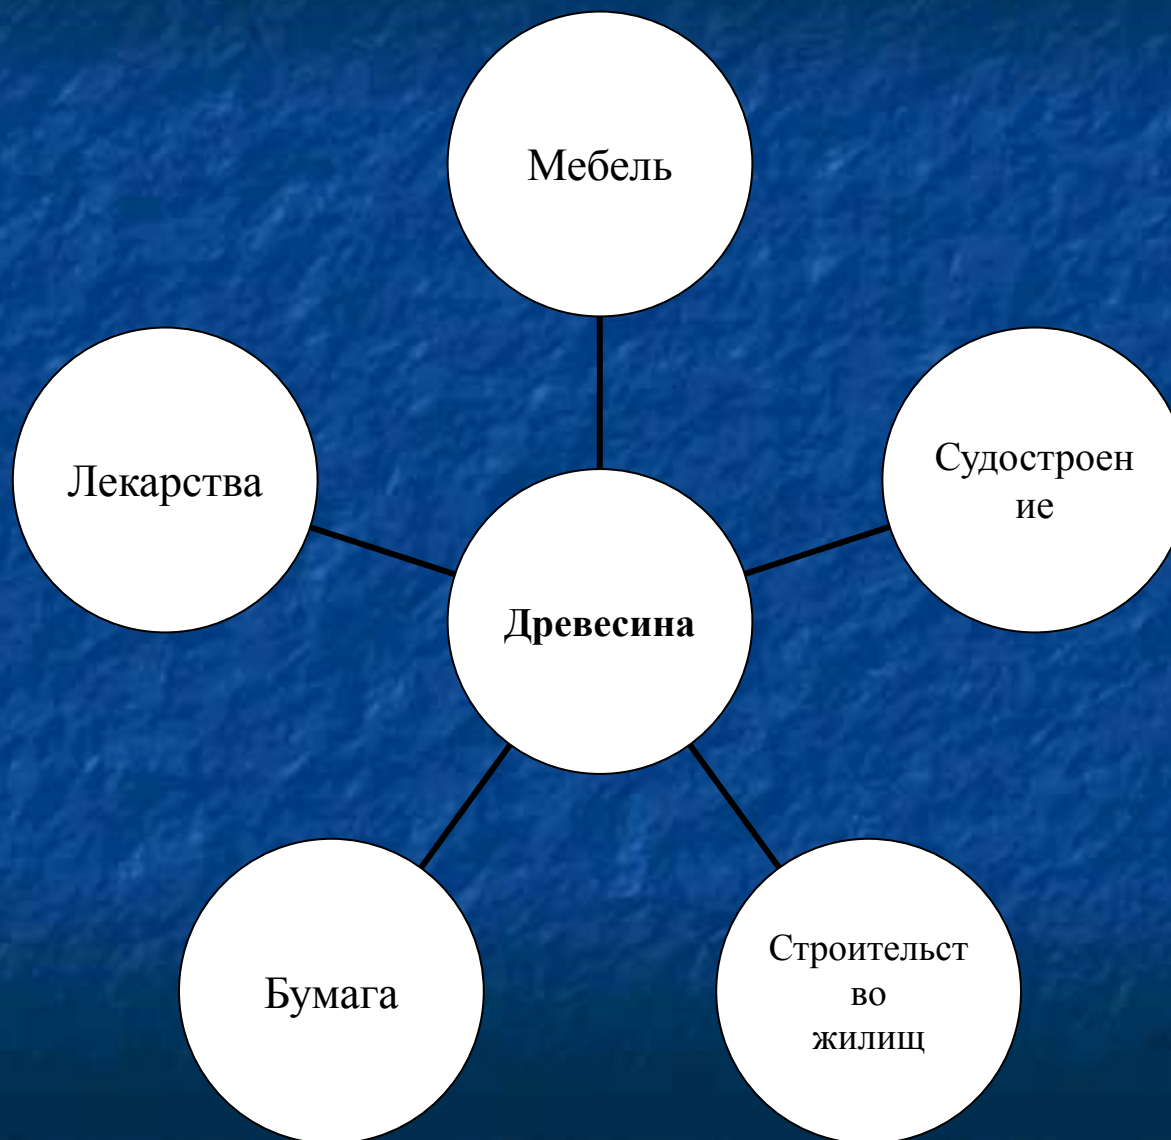 Мебель
Судостроен
ие
Лекарства
Древесина
Строительст
во
жилищ
Бумага